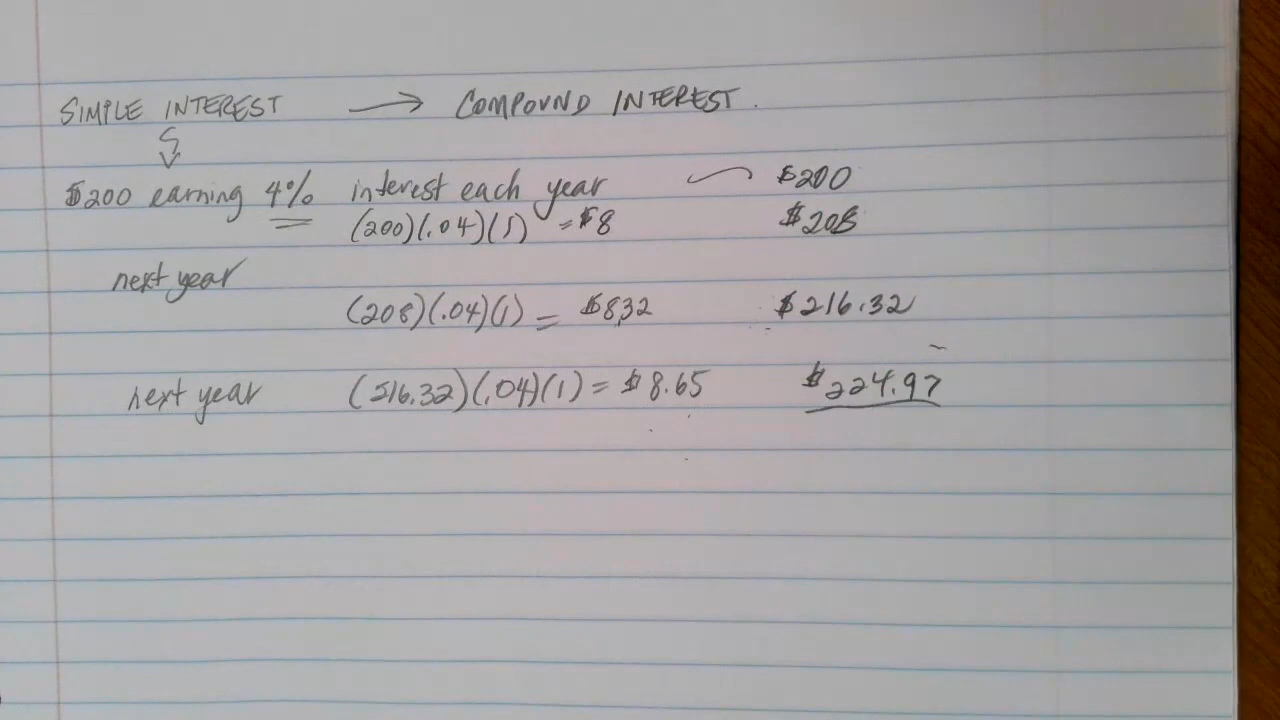 SIMPLE INTEREST → COMPOUND INTEREST.
$200 earning 4% interest each year $200
(200)(.04)(1) = $8 $208
next year
(208)(.04)(1) = $8.32 $216.32
next year (216.32)(.04)(1) = $8.65 $224.97